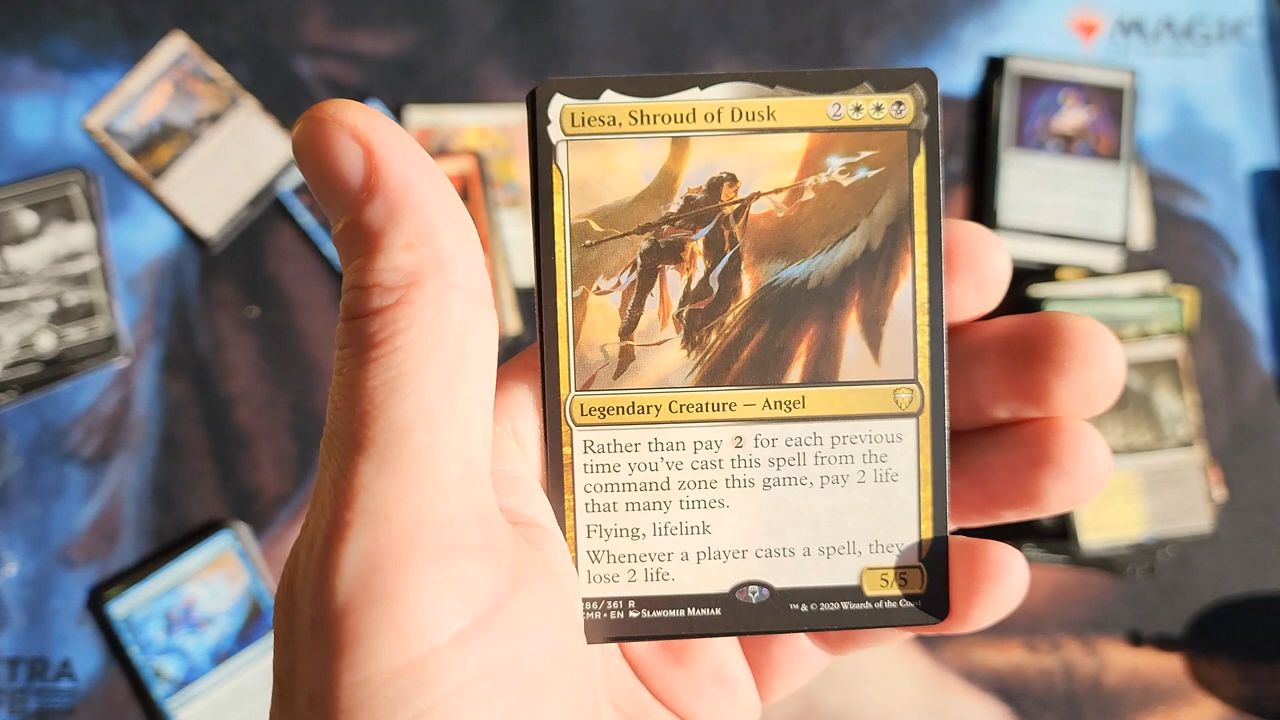 MAGIC
Liesa, Shroud of Dusk 2
Legendary Creature — Angel
Rather than pay 2 for each previous
time you've cast this spell from the
command zone this game, pay 2 life
that many times.
Flying, lifelink
Whenever a player casts a spell, they
lose 2 life.
5/5
86/361 R
CMR • EN SLAWOMIR MANIAK
™ & © 2020 Wizards of the Coast
TRA